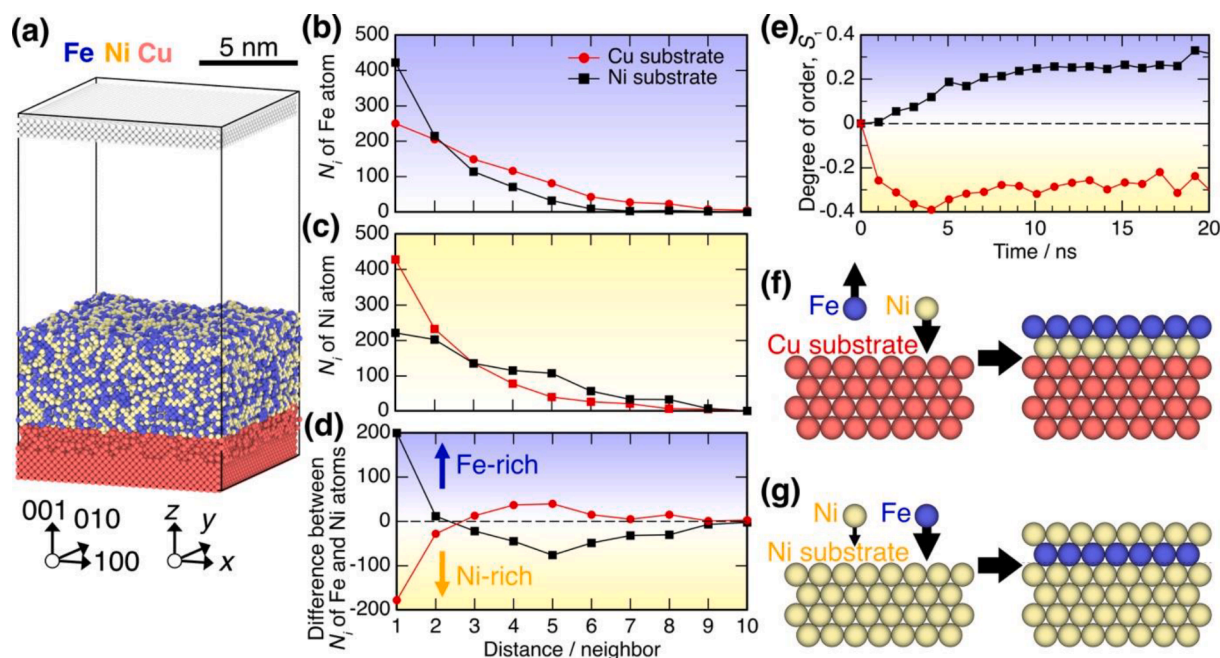 (a)
Fe Ni Cu
5 nm
001 010
100
z
y
x
(b)
N_i of Fe atom
500
400
300
200
100
0
Cu substrate
Ni substrate
(c)
N_i of Ni atom
500
400
300
200
100
0
(d)
Difference between
N_i of Fe and Ni atoms
200
100
0
-100
-200
Fe-rich
Ni-rich
1 2 3 4 5 6 7 8 9 10
Distance / neighbor
(e)
Degree of order, S₁
0.4
0.2
0
-0.2
-0.4
0 5 10 15 20
Time / ns
(f)
Fe Ni
Cu substrate
(g)
Ni Fe
Ni substrate